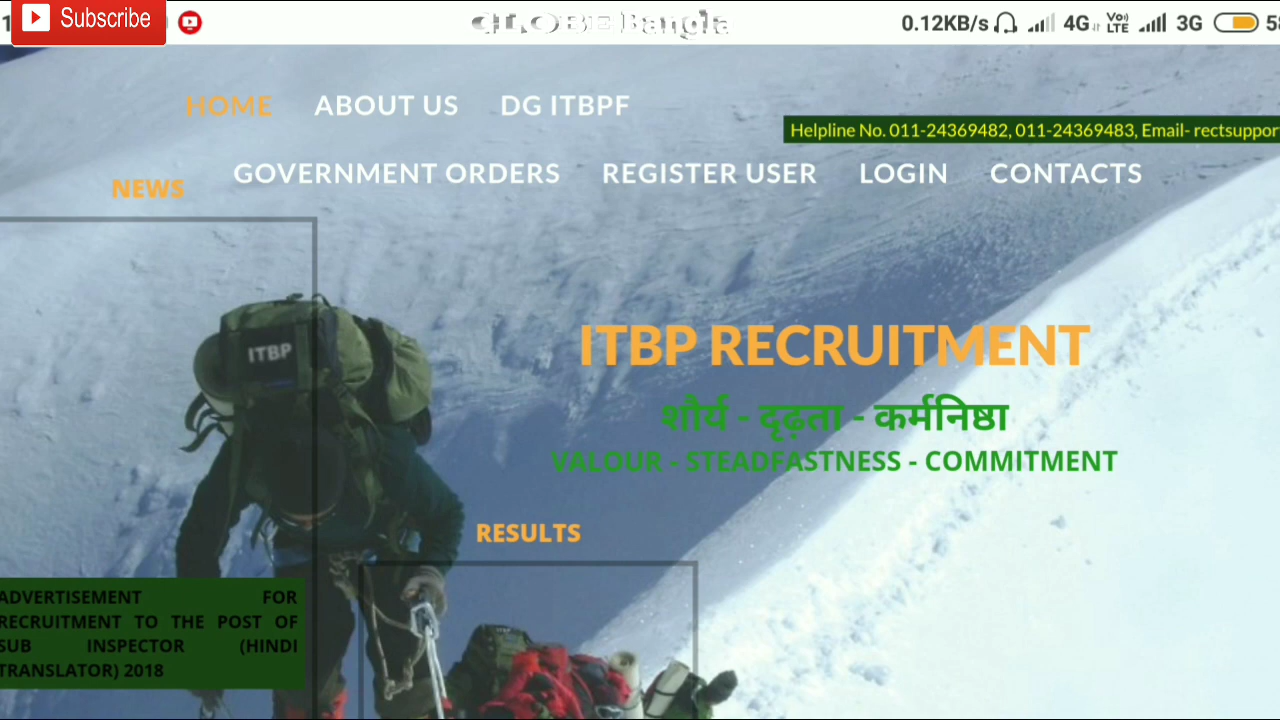 Subscribe
0.12KB/s 4G Vo) LTE 3G
HOME ABOUT US DG ITBPF
Helpline No. 011-24369482, 011-24369483, Email- rectsuppor
GOVERNMENT ORDERS REGISTER USER LOGIN CONTACTS
NEWS
ITBP
ITBP RECRUITMENT
शौर्य - दृढ़ता - कर्मनिष्ठा
VALOUR - STEADFASTNESS - COMMITMENT
RESULTS
ADVERTISEMENT FOR
RECRUITMENT TO THE POST OF
SUB INSPECTOR (HINDI
TRANSLATOR) 2018